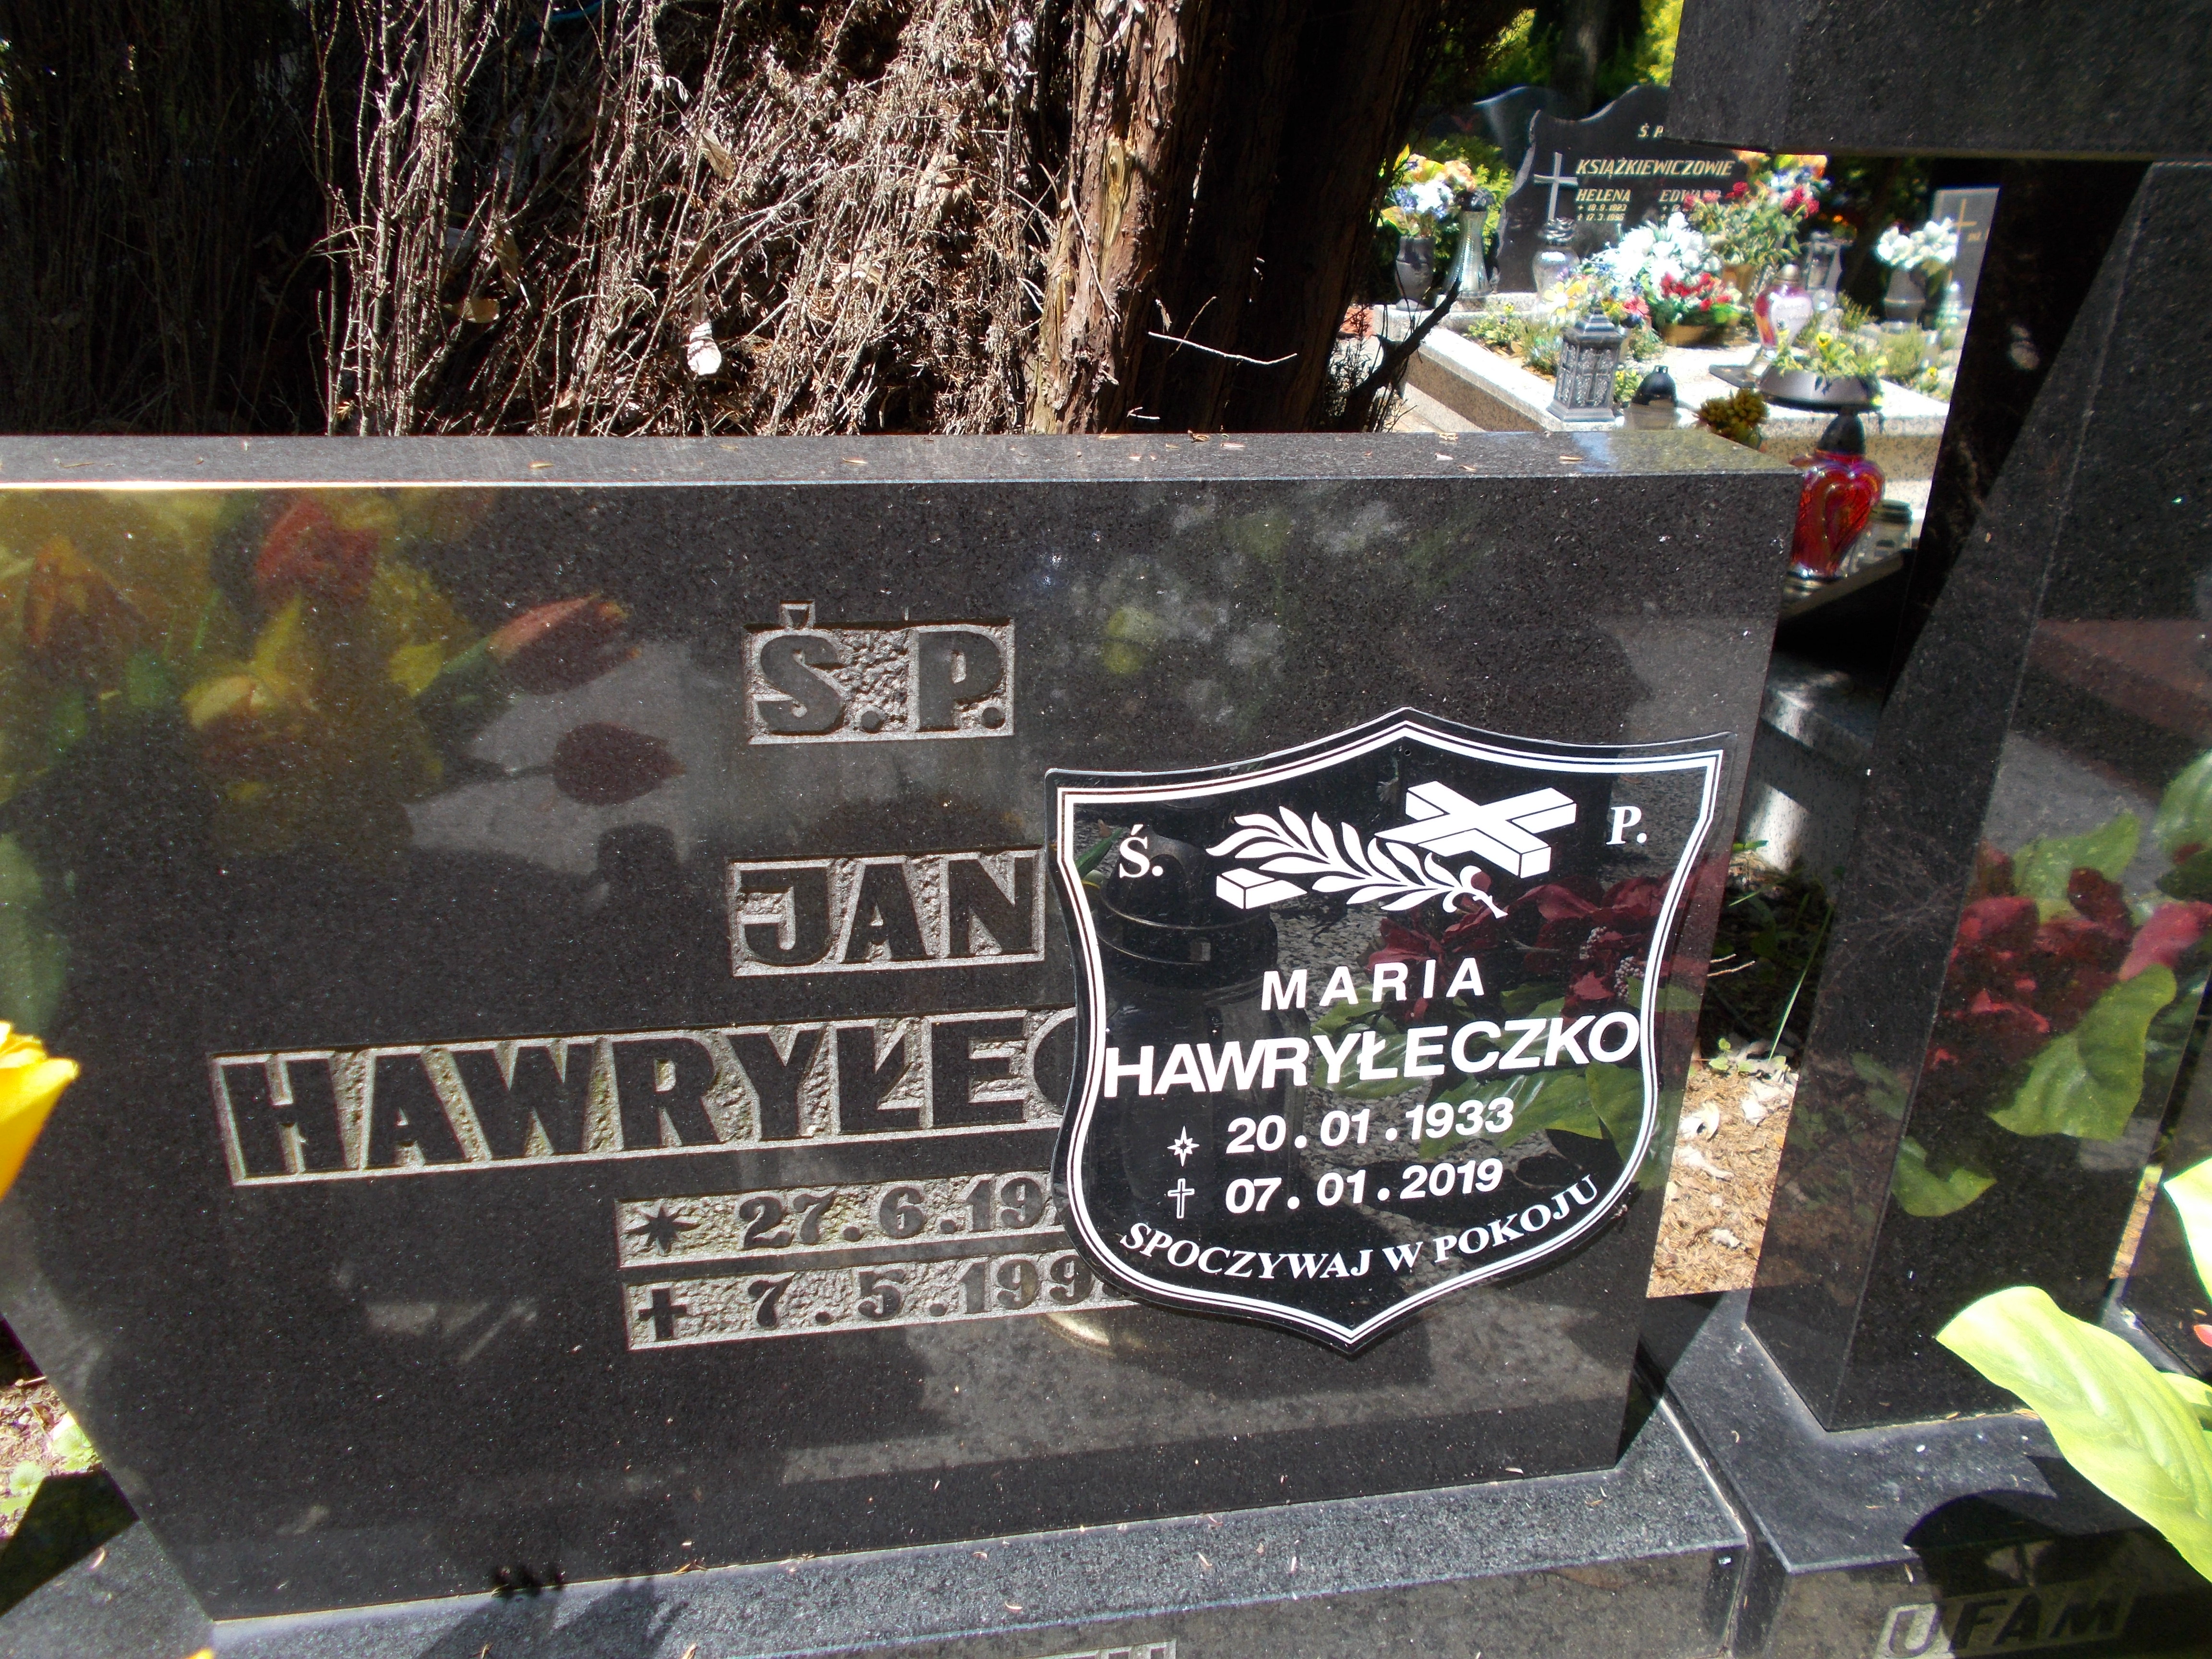 Ś. P.
KSIĄŻKIEWICZOWIE
HELENA EDWARD
Ś.P.
JAN
HAWRYŁEC
* 27.6.19
✝ 7.5.199
Ś. P.
MARIA
HAWRYŁECZKO
20.01.1933
07.01.2019
SPOCZYWAJ W POKOJU
UFAM